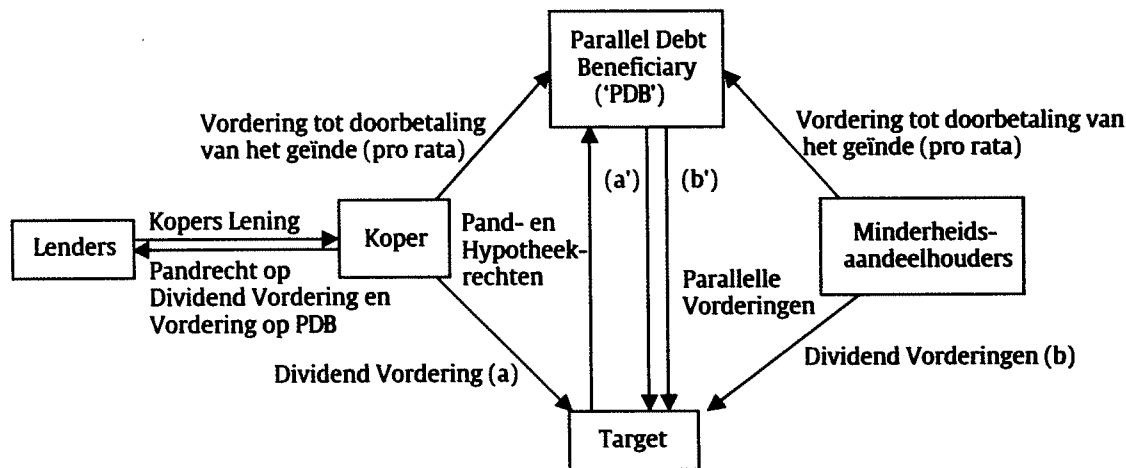 Parallel Debt
Beneficiary
('PDB')
Vordering tot doorbetaling
van het geïnde (pro rata)
Vordering tot doorbetaling van
het geïnde (pro rata)
(a')
(b')
Kopers Lening
Lenders
Koper
Pand- en
Hypotheek-
rechten
Minderheids-
aandeelhouders
Pandrecht op
Dividend Vordering en
Vordering op PDB
Parallelle
Vorderingen
Dividend Vordering (a)
Dividend Vorderingen (b)
Target